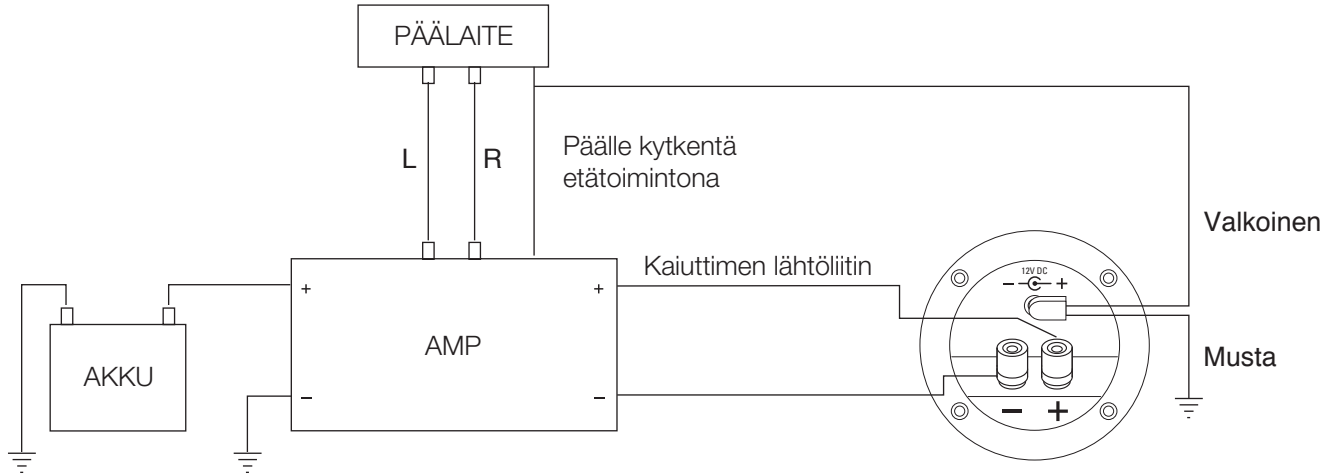 PÄÄLAITE
L
R
Päälle kytkentä
etätoimintona
Valkoinen
Kaiuttimen lähtöliitin
12V DC
− +
+
+
AMP
AKKU
Musta
−
−
− +